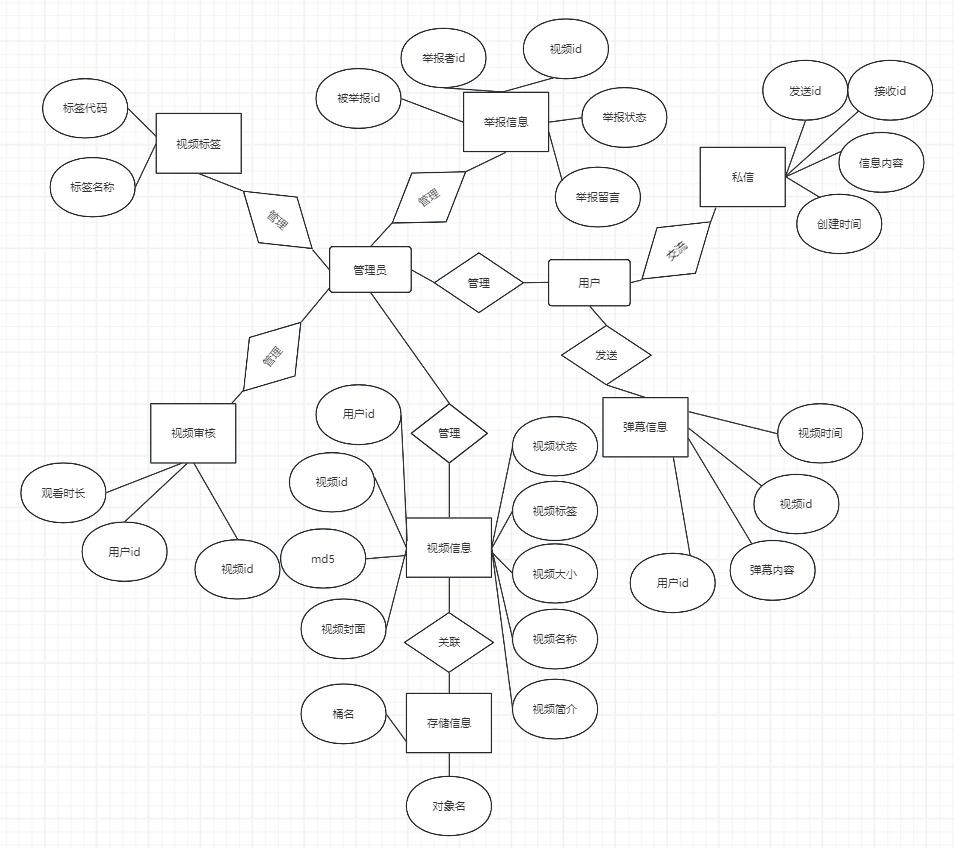 视频id
举报者id
被举报id
举报信息
举报状态
举报留言
标签代码
标签名称
视频标签
发送id
接收id
信息内容
创建时间
私信
管理
管理
交流
管理员
管理
用户
管理
发送
视频审核
观看时长
用户id
视频id
用户id
视频id
md5
视频封面
管理
视频信息
视频状态
视频标签
视频大小
视频名称
视频简介
弹幕信息
视频时间
视频id
弹幕内容
用户id
关联
桶名
存储信息
对象名